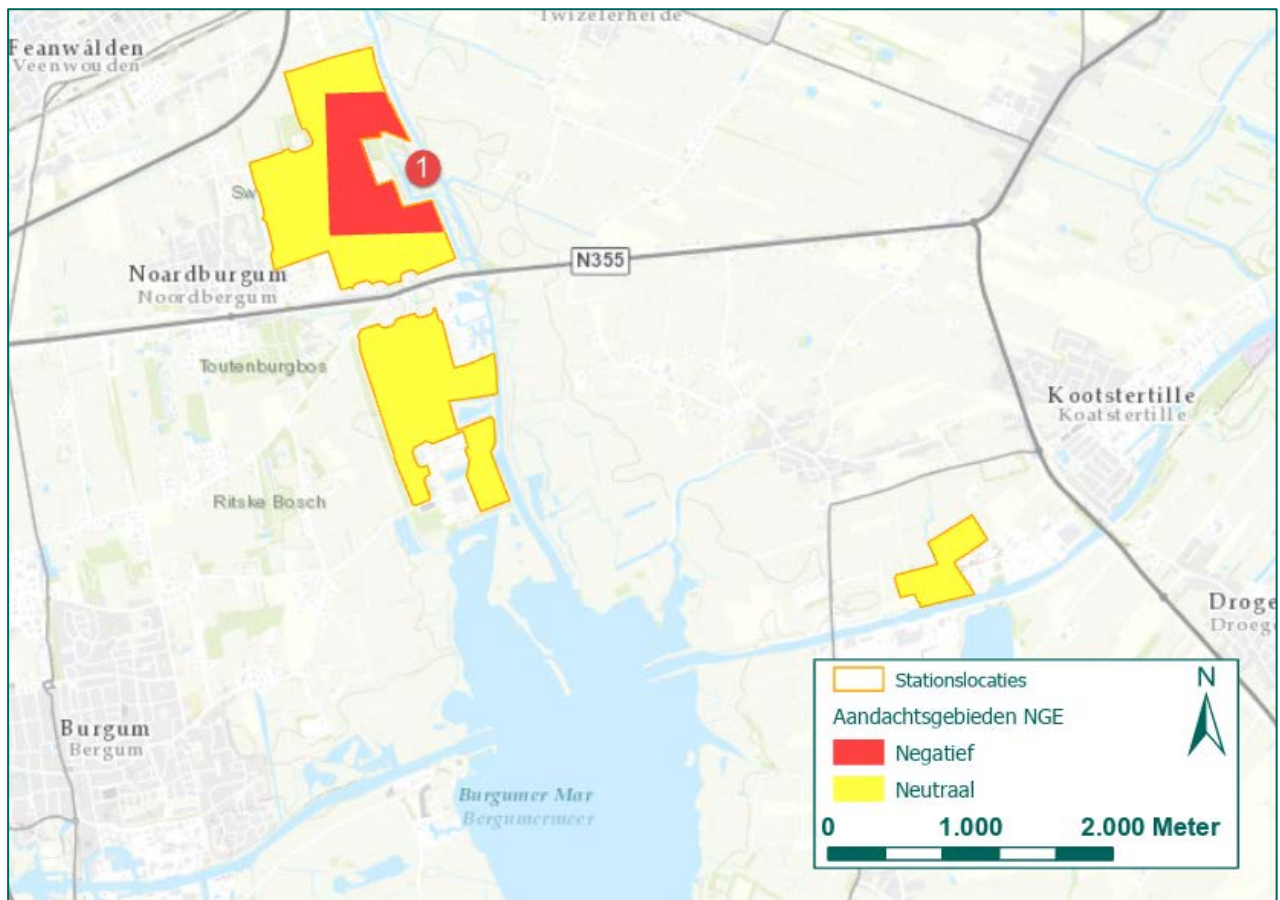 Twizelerheide
Feanwâlden
Veenwouden
1
Sw
N355
Noardburgum
Noordbergum
Toutenburgbos
Kootstertille
Koatstertille
Ritske Bosch
Droge
Droeg
Burgum
Bergum
Burgumer Mar
Bergumermeer
Stationslocaties
N
Aandachtsgebieden NGE
Negatief
Neutraal
0 1.000 2.000 Meter